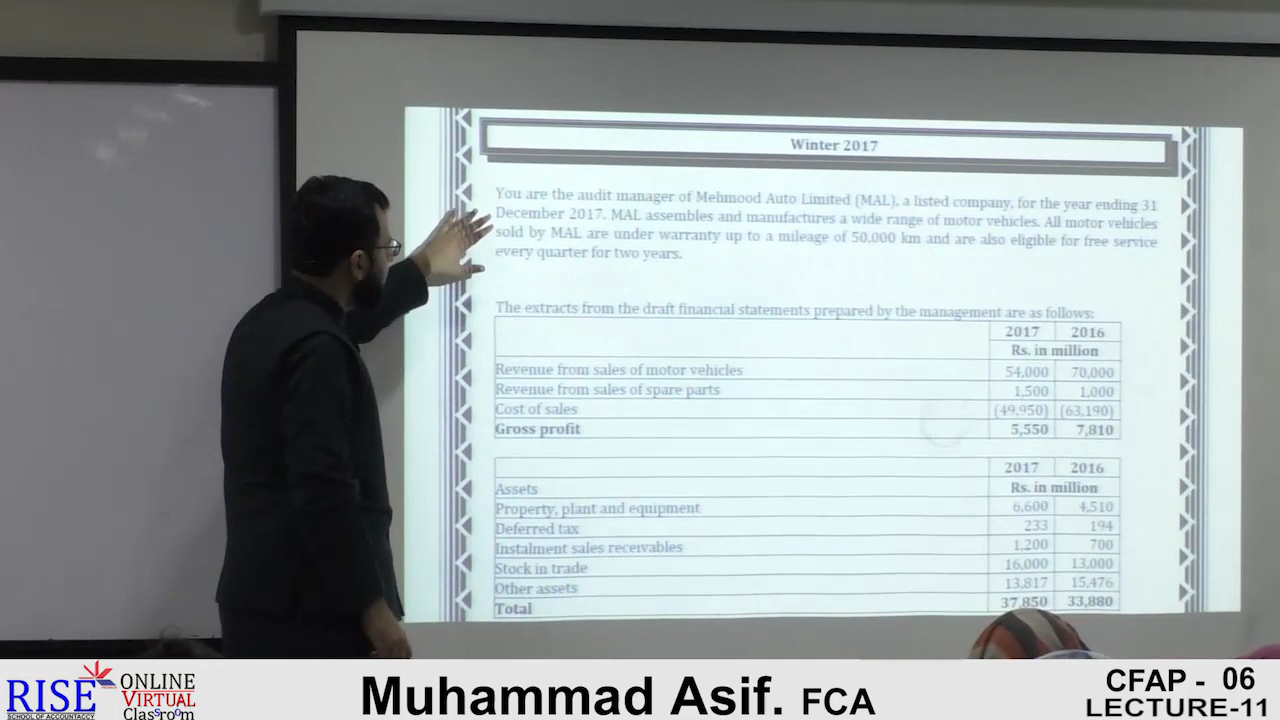 Winter 2017
You are the audit manager of Mehmood Auto Limited (MAL), a listed company, for the year ending 31
December 2017. MAL assembles and manufactures a wide range of motor vehicles. All motor vehicles
sold by MAL are under warranty up to a mileage of 50,000 km and are also eligible for free service
every quarter for two years.
The extracts from the draft financial statements prepared by the management are as follows:
2017 2016
Rs. in million
Revenue from sales of motor vehicles 54,000 70,000
Revenue from sales of spare parts 1,500 1,000
Cost of sales (49,950) (63,190)
Gross profit 5,550 7,810
2017 2016
Assets Rs. in million
Property, plant and equipment 6,600 4,510
Deferred tax 233 194
Instalment sales receivables 1,200 700
Stock in trade 16,000 13,000
Other assets 13,817 15,476
Total 37,850 33,880
RISE
SCHOOL OF ACCOUNTANCY
ONLINE
VIRTUAL
Classroom
Muhammad Asif. FCA
CFAP - 06
LECTURE-11